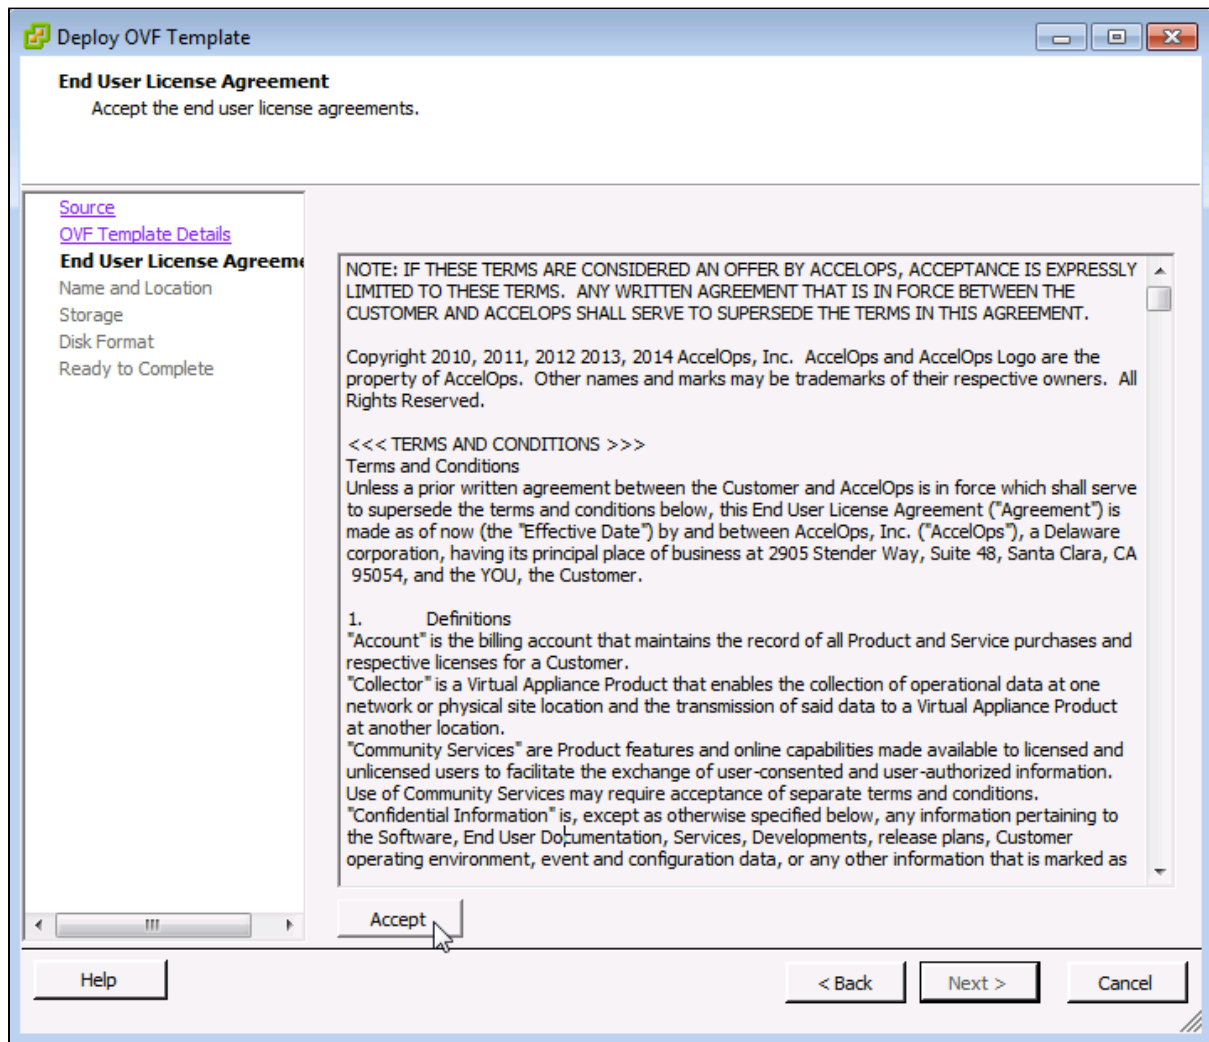 Deploy OVF Template
End User License Agreement
Accept the end user license agreements.
Source
OVF Template Details
End User License Agreeme
Name and Location
Storage
Disk Format
Ready to Complete
NOTE: IF THESE TERMS ARE CONSIDERED AN OFFER BY ACCELOPS, ACCEPTANCE IS EXPRESSLY
LIMITED TO THESE TERMS.  ANY WRITTEN AGREEMENT THAT IS IN FORCE BETWEEN THE
CUSTOMER AND ACCELOPS SHALL SERVE TO SUPERSEDE THE TERMS IN THIS AGREEMENT.
Copyright 2010, 2011, 2012 2013, 2014 AccelOps, Inc.  AccelOps and AccelOps Logo are the
property of AccelOps.  Other names and marks may be trademarks of their respective owners.  All
Rights Reserved.
<<< TERMS AND CONDITIONS >>>
Terms and Conditions
Unless a prior written agreement between the Customer and AccelOps is in force which shall serve
to supersede the terms and conditions below, this End User License Agreement ("Agreement") is
made as of now (the "Effective Date") by and between AccelOps, Inc. ("AccelOps"), a Delaware
corporation, having its principal place of business at 2905 Stender Way, Suite 48, Santa Clara, CA
95054, and the YOU, the Customer.
1. Definitions
"Account" is the billing account that maintains the record of all Product and Service purchases and
respective licenses for a Customer.
"Collector" is a Virtual Appliance Product that enables the collection of operational data at one
network or physical site location and the transmission of said data to a Virtual Appliance Product
at another location.
"Community Services" are Product features and online capabilities made available to licensed and
unlicensed users to facilitate the exchange of user-consented and user-authorized information.
Use of Community Services may require acceptance of separate terms and conditions.
"Confidential Information" is, except as otherwise specified below, any information pertaining to
the Software, End User Documentation, Services, Developments, release plans, Customer
operating environment, event and configuration data, or any other information that is marked as
Accept
Help
< Back
Next >
Cancel